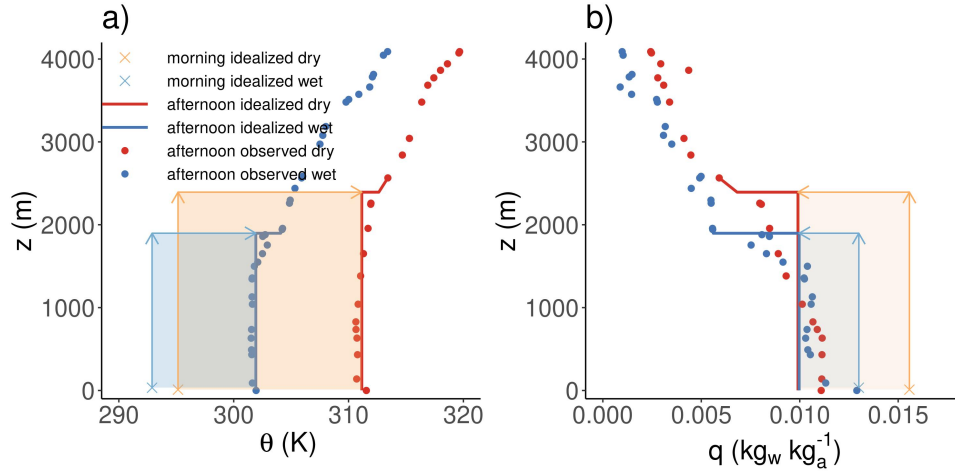 a)
4000
3000
2000
1000
0
z (m)
morning idealized dry
morning idealized wet
afternoon idealized dry
afternoon idealized wet
afternoon observed dry
afternoon observed wet
290 300 310 320
θ (K)
b)
4000
3000
2000
1000
0
z (m)
0.000 0.005 0.010 0.015
q (kg_w kg_a^-1)